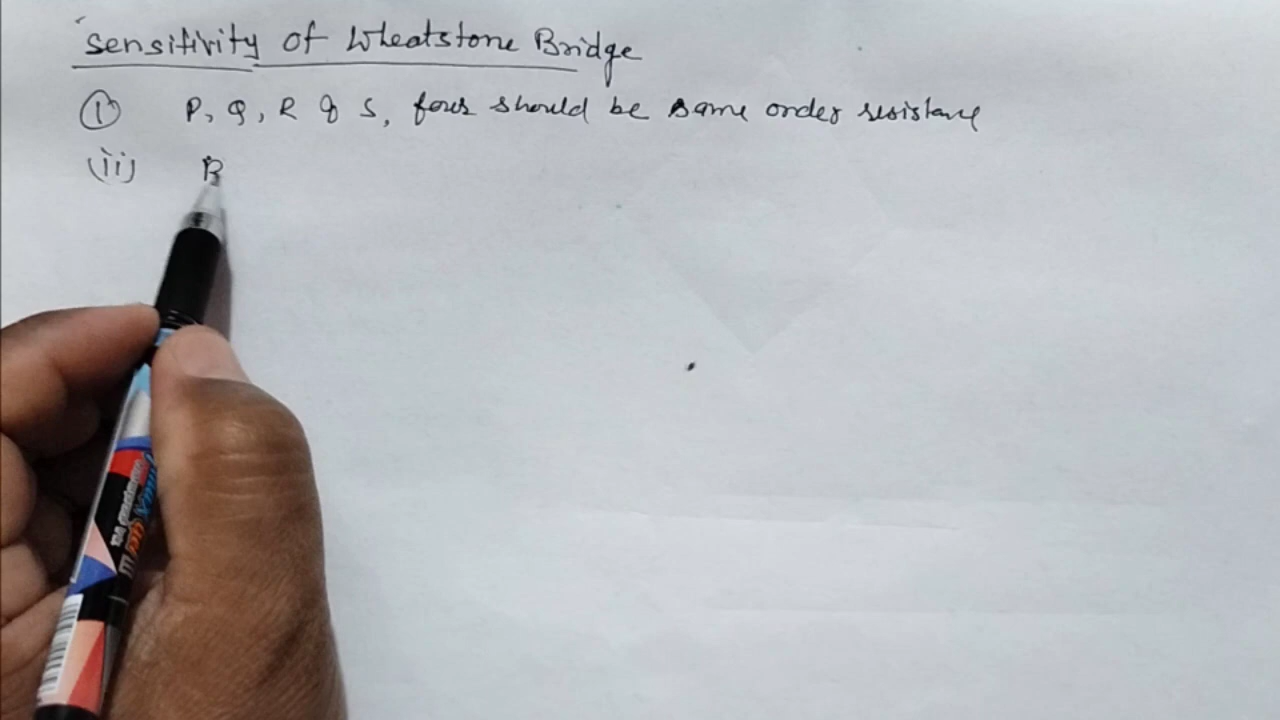 Sensitivity of Wheatstone Bridge
(i) P, Q, R & S, four should be same order resistance
(ii) B